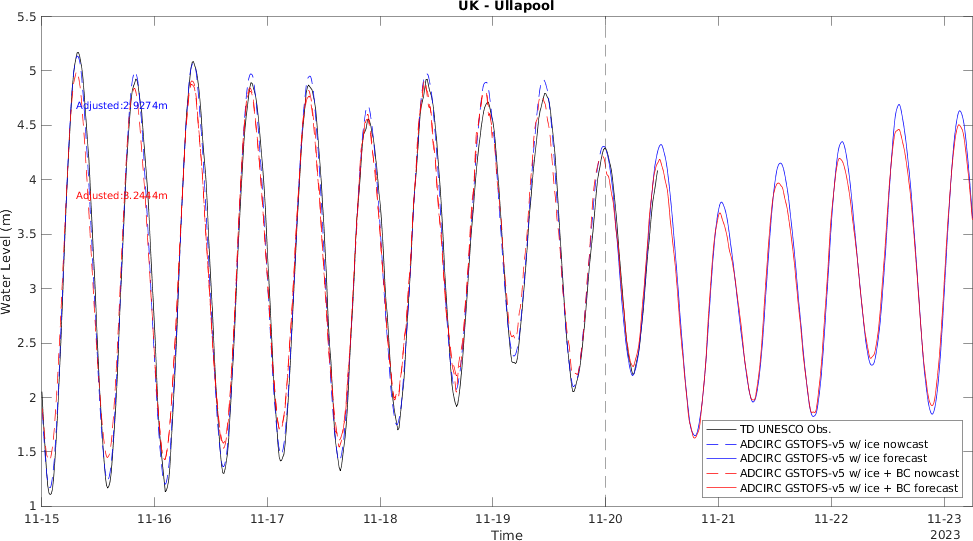 UK - Ullapool
5.5
5
4.5
4
3.5
3
2.5
2
1.5
1
Water Level (m)
Adjusted:2.9274m
Adjusted:3.2444m
TD UNESCO Obs.
ADCIRC GSTOFS-v5 w/ ice nowcast
ADCIRC GSTOFS-v5 w/ ice forecast
ADCIRC GSTOFS-v5 w/ ice + BC nowcast
ADCIRC GSTOFS-v5 w/ ice + BC forecast
11-15 11-16 11-17 11-18 11-19 11-20 11-21 11-22 11-23
Time 2023